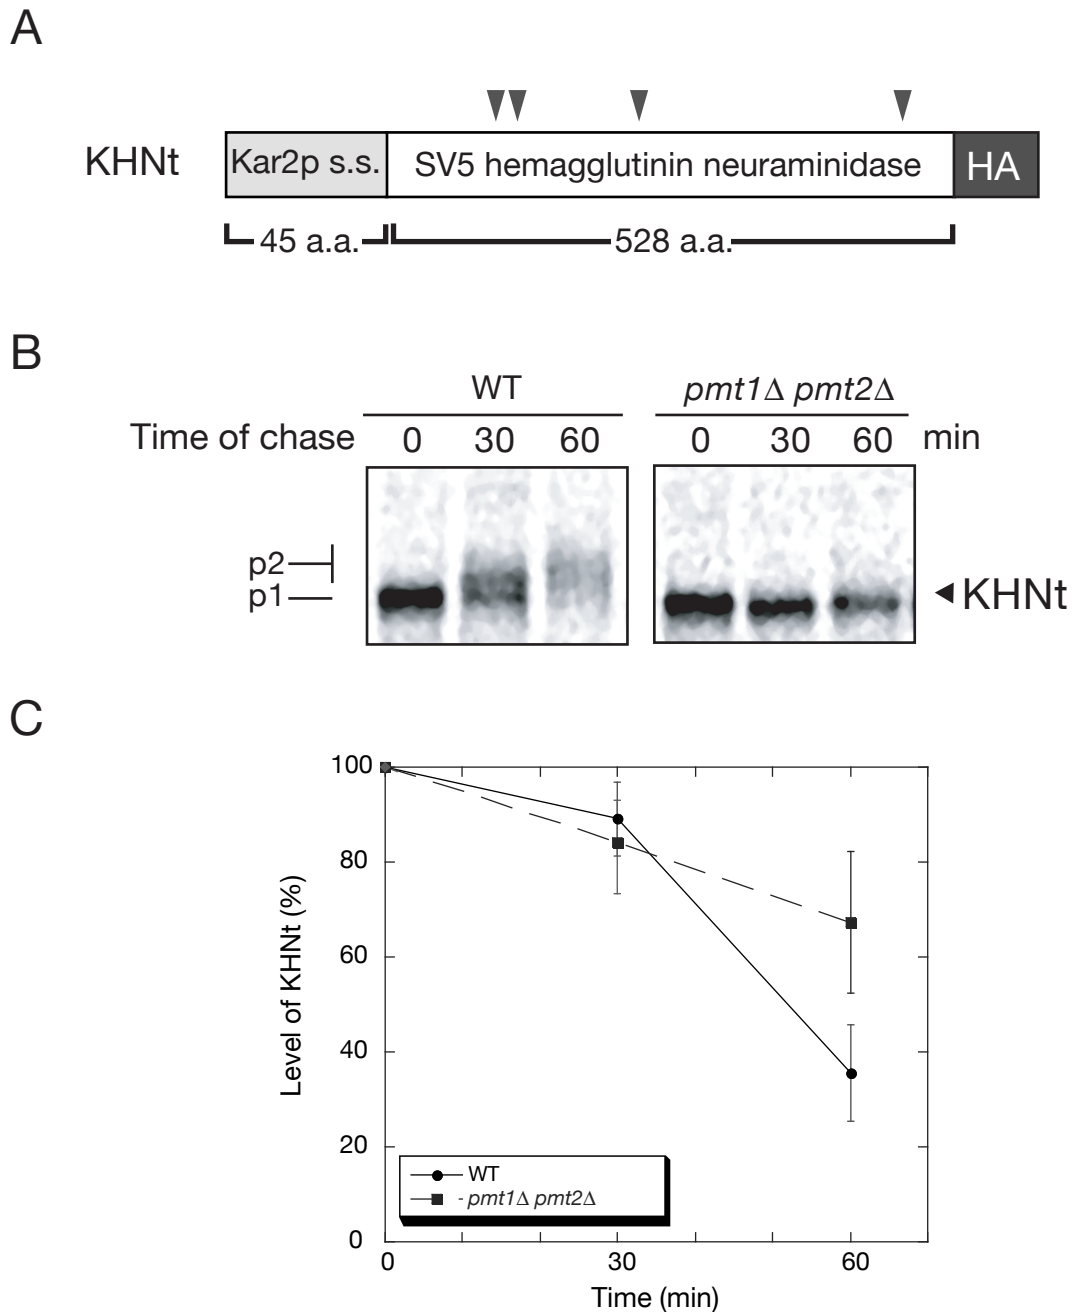 A
KHNt
Kar2p s.s.
SV5 hemagglutinin neuraminidase
HA
45 a.a.
528 a.a.
B
WT
pmt1Δ pmt2Δ
Time of chase 0 30 60 0 30 60 min
p2
p1
KHNt
C
Level of KHNt (%)
100
80
60
40
20
0
WT
pmt1Δ pmt2Δ
0 30 60
Time (min)